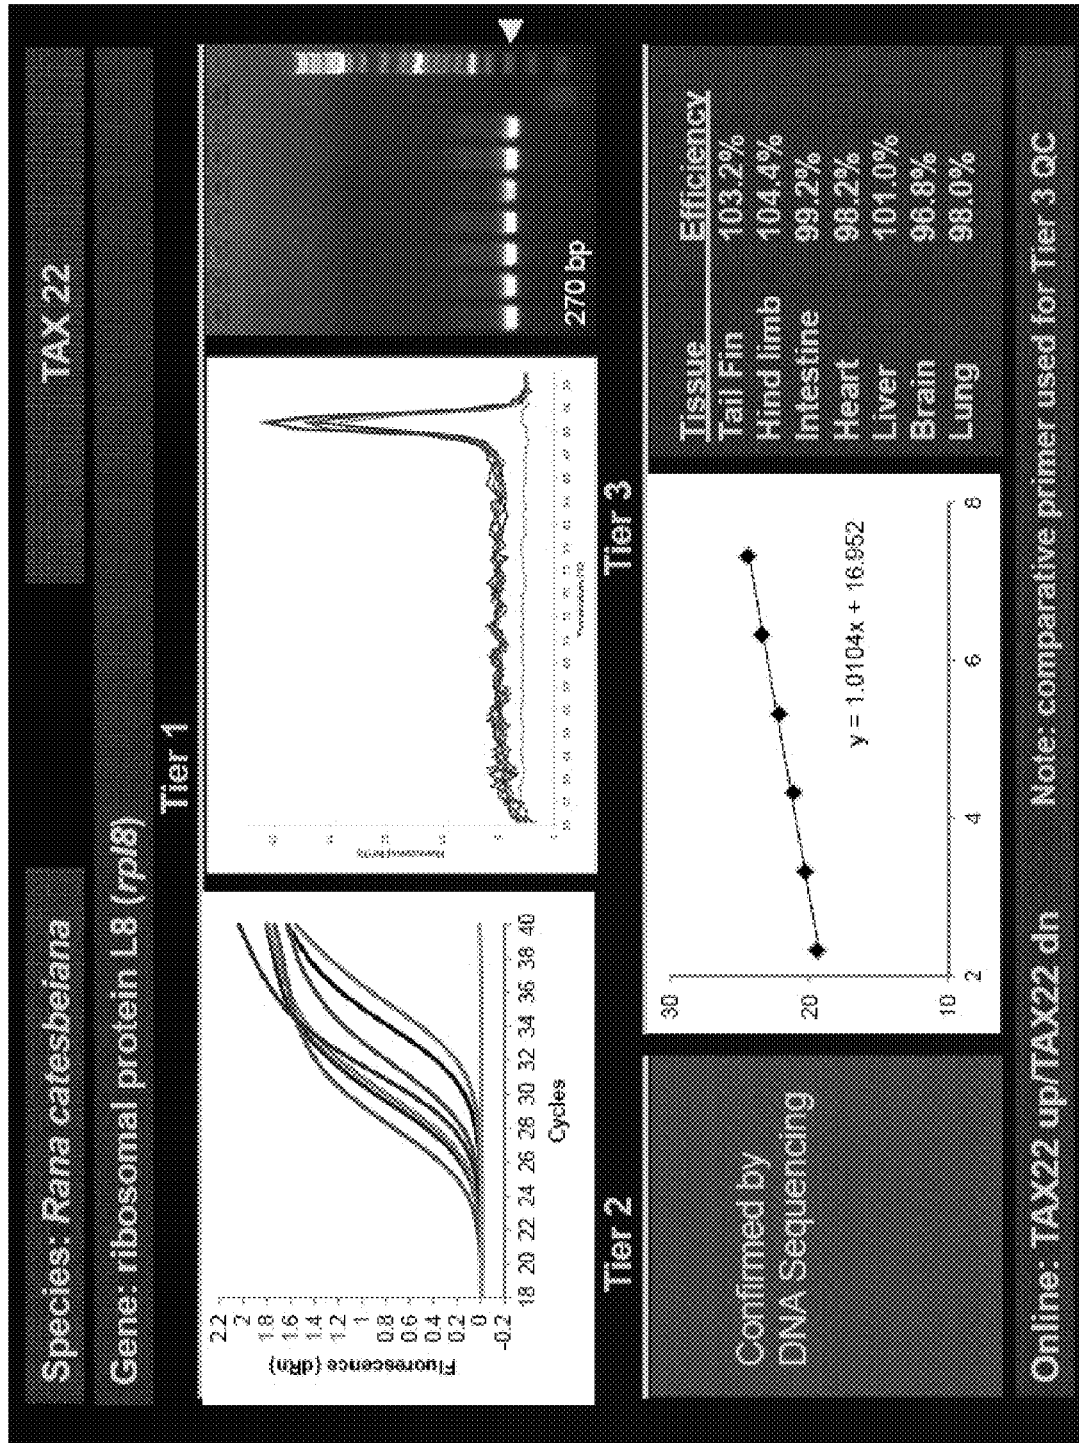 Species: Rana catesbeiana
TAX 22
Gene: ribosomal protein L8 (rpl8)
Tier 1
Fluorescence (dRn)
2.2
2
1.8
1.6
1.4
1.2
1
0.8
0.6
0.4
0.2
0
-0.2
18 20 22 24 26 28 30 32 34 36 38 40
Cycles
270 bp
Tier 2
Confirmed by
DNA Sequencing
Tier 3
30
20
10
2 4 6 8
y = 1.0104x + 16.952
Tissue Efficiency
Tail Fin 103.2%
Hind limb 104.4%
Intestine 99.2%
Heart 98.2%
Liver 101.0%
Brain 96.8%
Lung 98.0%
Online: TAX22 up/TAX22 dn Note: comparative primer used for Tier 3 QC